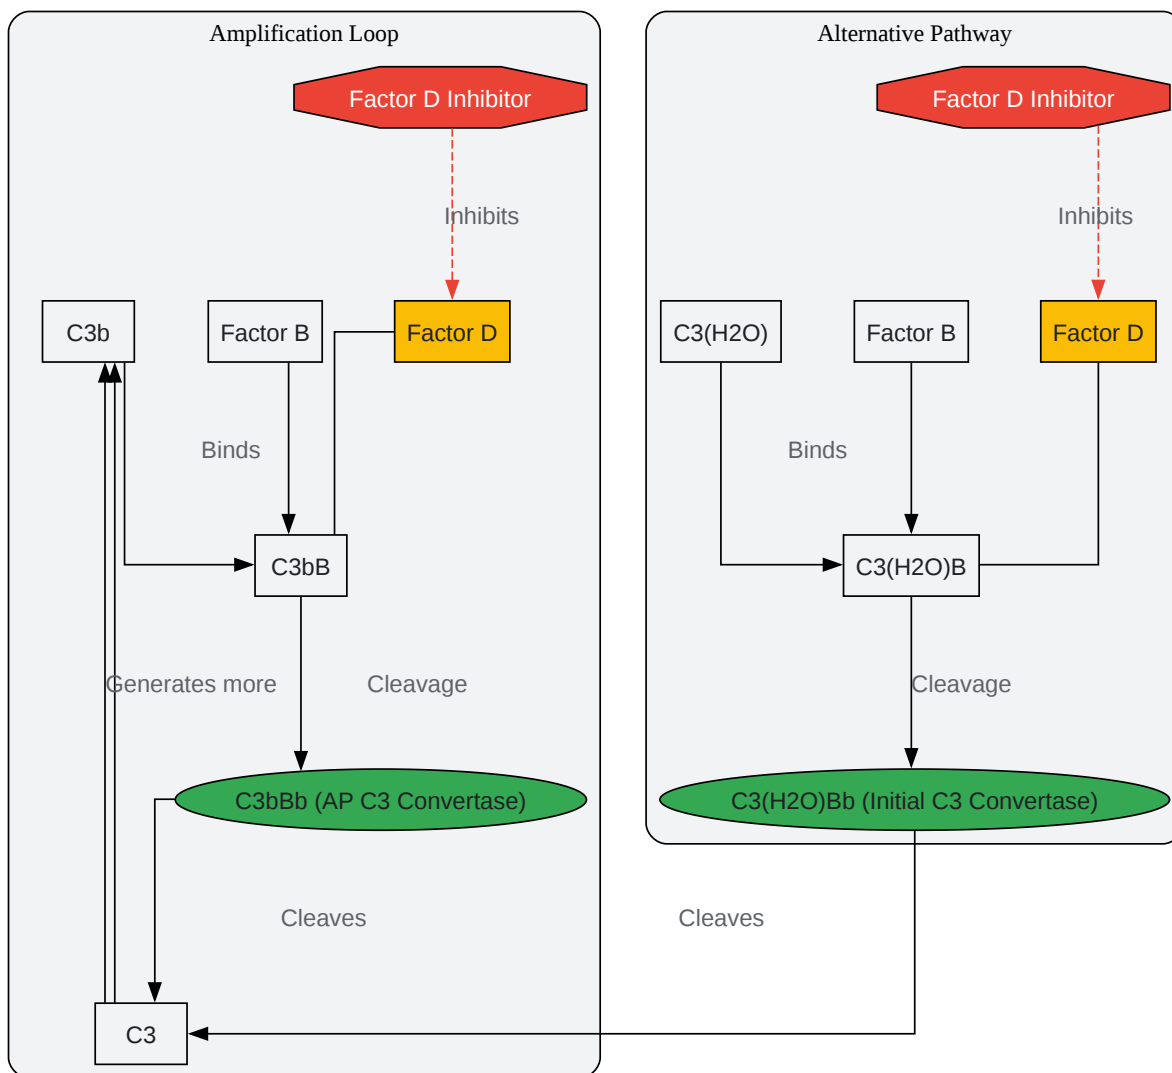 Amplification Loop
Alternative Pathway
Factor D Inhibitor
Factor D Inhibitor
Inhibits
Inhibits
C3b
Factor B
Factor D
C3(H2O)
Factor B
Factor D
Binds
Binds
C3bB
C3(H2O)B
Generates more
Cleavage
Cleavage
C3bBb (AP C3 Convertase)
C3(H2O)Bb (Initial C3 Convertase)
Cleaves
Cleaves
C3